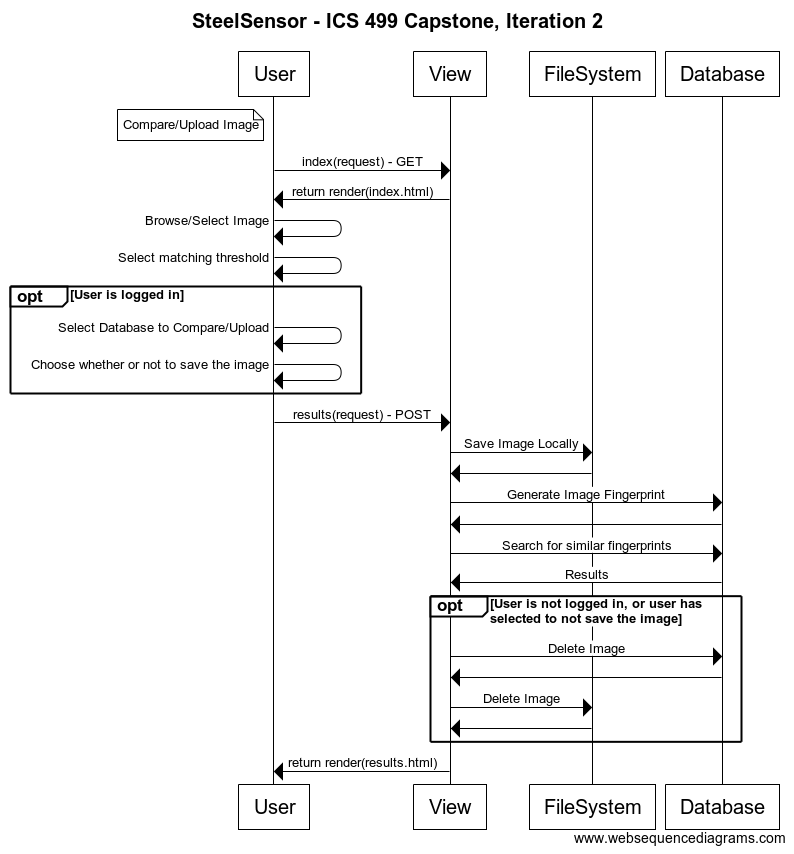 SteelSensor - ICS 499 Capstone, Iteration 2
User
View
FileSystem
Database
Compare/Upload Image
index(request) - GET
return render(index.html)
Browse/Select Image
Select matching threshold
opt
[User is logged in]
Select Database to Compare/Upload
Choose whether or not to save the image
results(request) - POST
Save Image Locally
Generate Image Fingerprint
Search for similar fingerprints
Results
opt
[User is not logged in, or user has
selected to not save the image]
Delete Image
Delete Image
return render(results.html)
User
View
FileSystem
Database
www.websequencediagrams.com